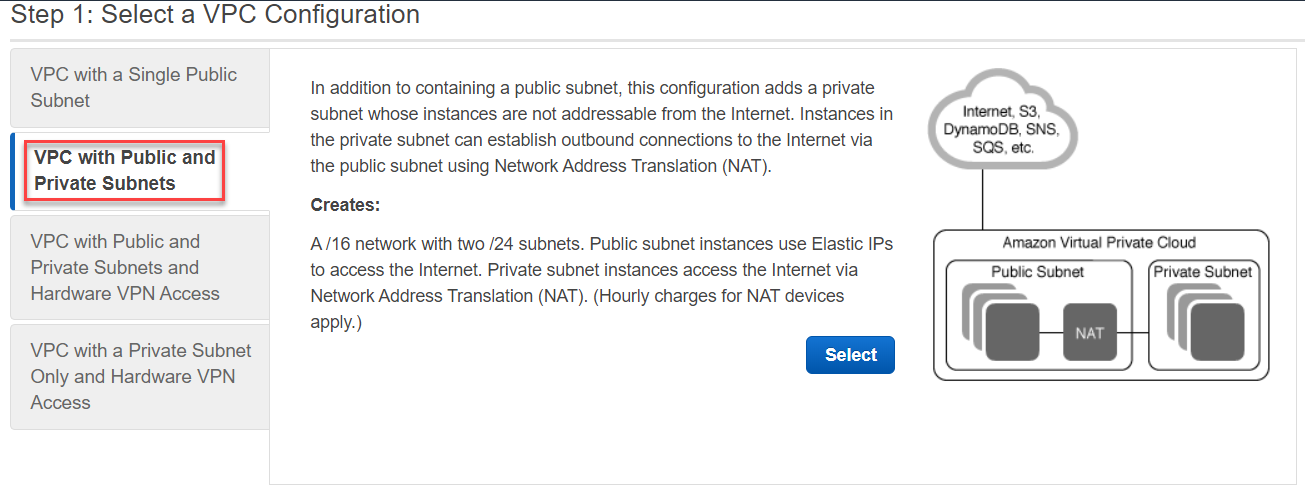 Step 1: Select a VPC Configuration
VPC with a Single Public
Subnet
VPC with Public and
Private Subnets
VPC with Public and
Private Subnets and
Hardware VPN Access
VPC with a Private Subnet
Only and Hardware VPN
Access
In addition to containing a public subnet, this configuration adds a private
subnet whose instances are not addressable from the Internet. Instances in
the private subnet can establish outbound connections to the Internet via
the public subnet using Network Address Translation (NAT).
Creates:
A /16 network with two /24 subnets. Public subnet instances use Elastic IPs
to access the Internet. Private subnet instances access the Internet via
Network Address Translation (NAT). (Hourly charges for NAT devices
apply.)
Select
Internet, S3,
DynamoDB, SNS,
SQS, etc.
Amazon Virtual Private Cloud
Public Subnet
Private Subnet
NAT